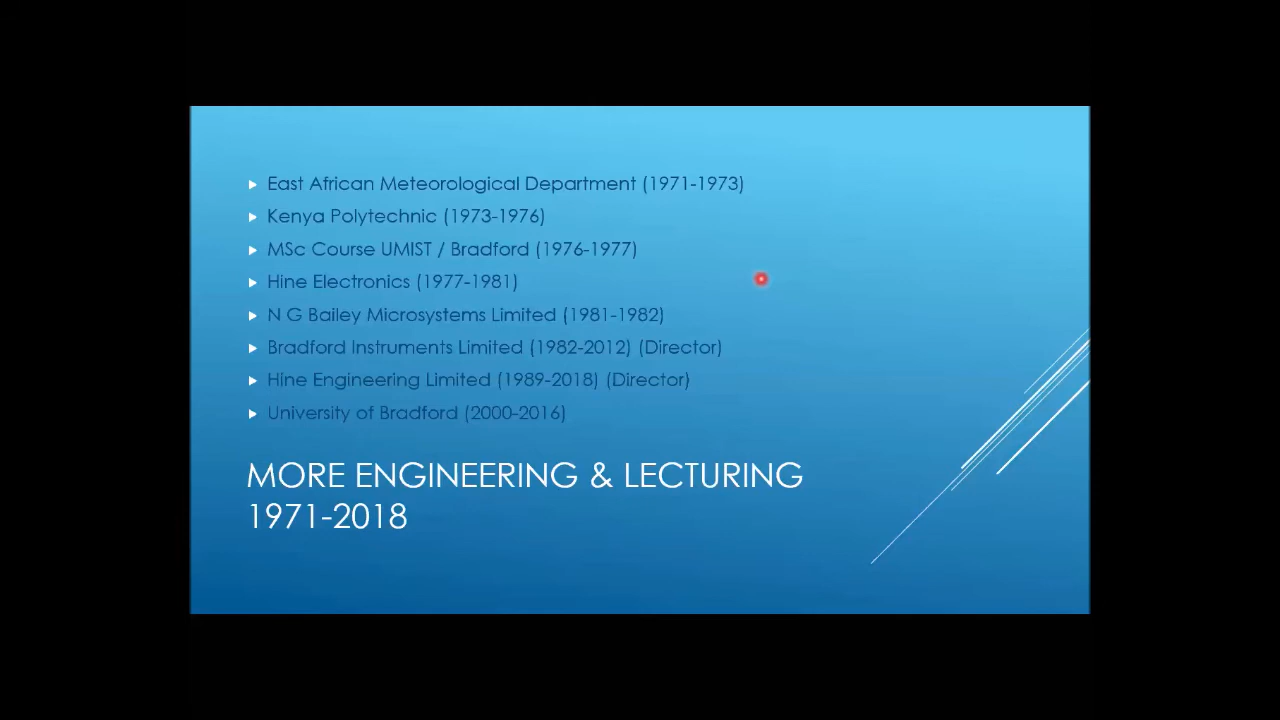 East African Meteorological Department (1971-1973)
Kenya Polytechnic (1973-1976)
MSc Course UMIST / Bradford (1976-1977)
Hine Electronics (1977-1981)
N G Bailey Microsystems Limited (1981-1982)
Bradford Instruments Limited (1982-2012) (Director)
Hine Engineering Limited (1989-2018) (Director)
University of Bradford (2000-2016)
MORE ENGINEERING & LECTURING
1971-2018